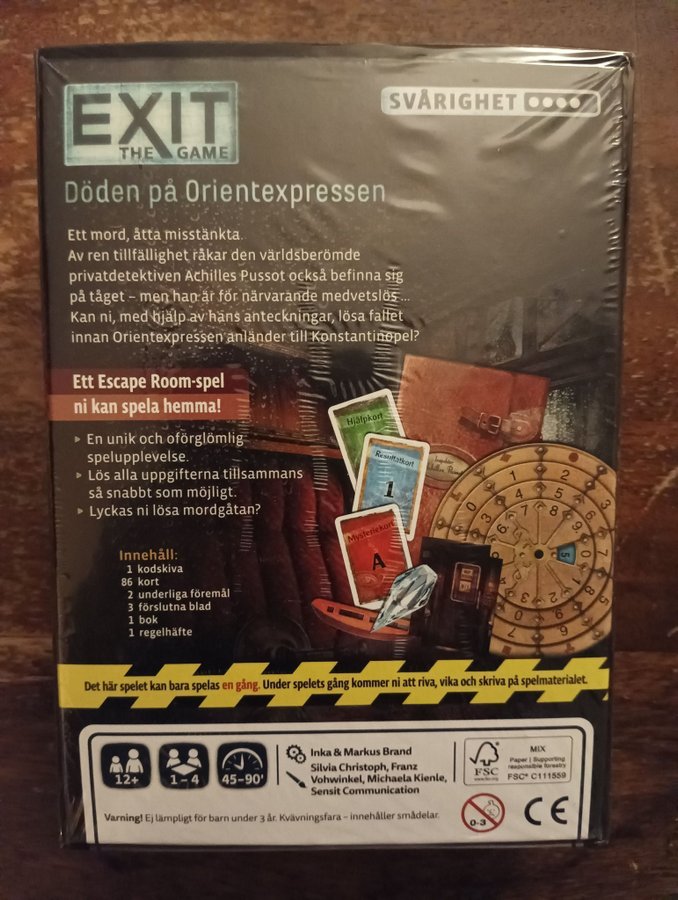 EXIT
THE GAME
SVÅRIGHET
Döden på Orientexpressen
Ett mord, åtta misstänkta.
Av ren tillfällighet råkar den världsberömde
privatdetektiven Achilles Pussot också befinna sig
på tåget – men han är för närvarande medvetslös ...
Kan ni, med hjälp av hans anteckningar, lösa fallet
innan Orientexpressen anländer till Konstantinopel?
Ett Escape Room-spel
ni kan spela hemma!
En unik och oförglömlig
spelupplevelse.
Lös alla uppgifterna tillsammans
så snabbt som möjligt.
Lyckas ni lösa mordgåtan?
Hjälpkort
Resultatkort
1
Mysteriekort
A
Innehåll:
1 kodskiva
86 kort
2 underliga föremål
3 förslutna blad
1 bok
1 regelhäfte
Det här spelet kan bara spelas en gång. Under spelets gång kommer ni att riva, vika och skriva på spelmaterialet.
12+
1–4
45–90'
Inka & Markus Brand
Silvia Christoph, Franz
Vohwinkel, Michaela Kienle,
Sensit Communication
FSC
www.fsc.org
MIX
Paper | Supporting
responsible forestry
FSC® C111559
Varning! Ej lämpligt för barn under 3 år. Kvävningsfara – innehåller smådelar.
0-3
CE